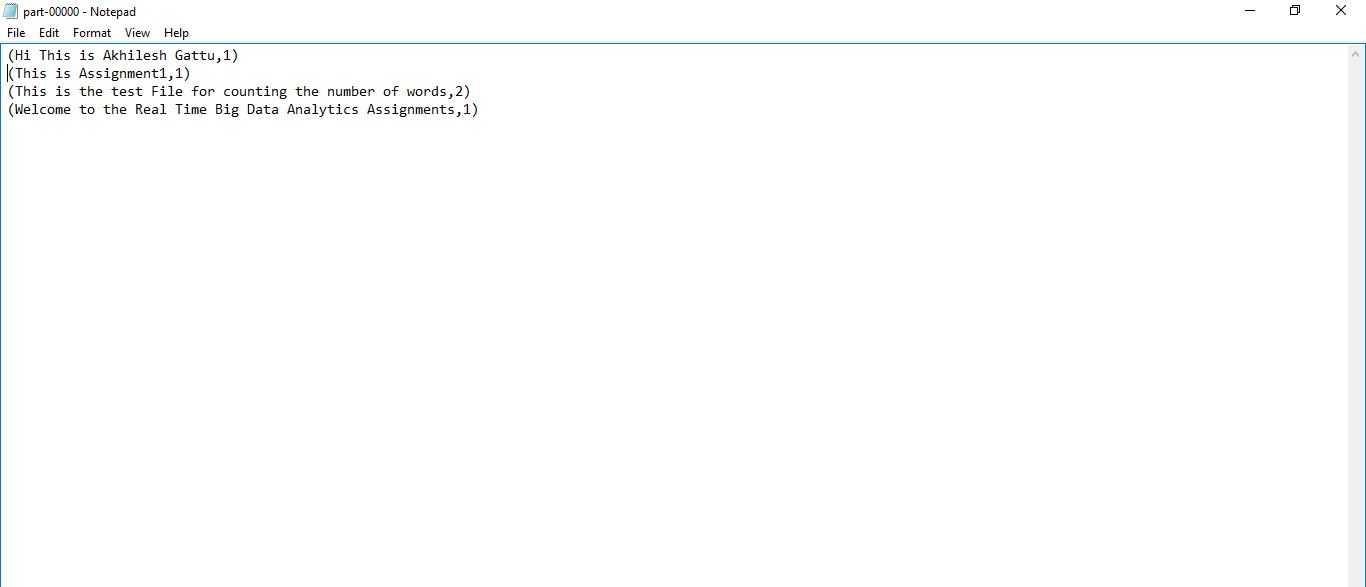 part-00000 - Notepad
File Edit Format View Help
(Hi This is Akhilesh Gattu,1)
(This is Assignment1,1)
(This is the test File for counting the number of words,2)
(Welcome to the Real Time Big Data Analytics Assignments,1)